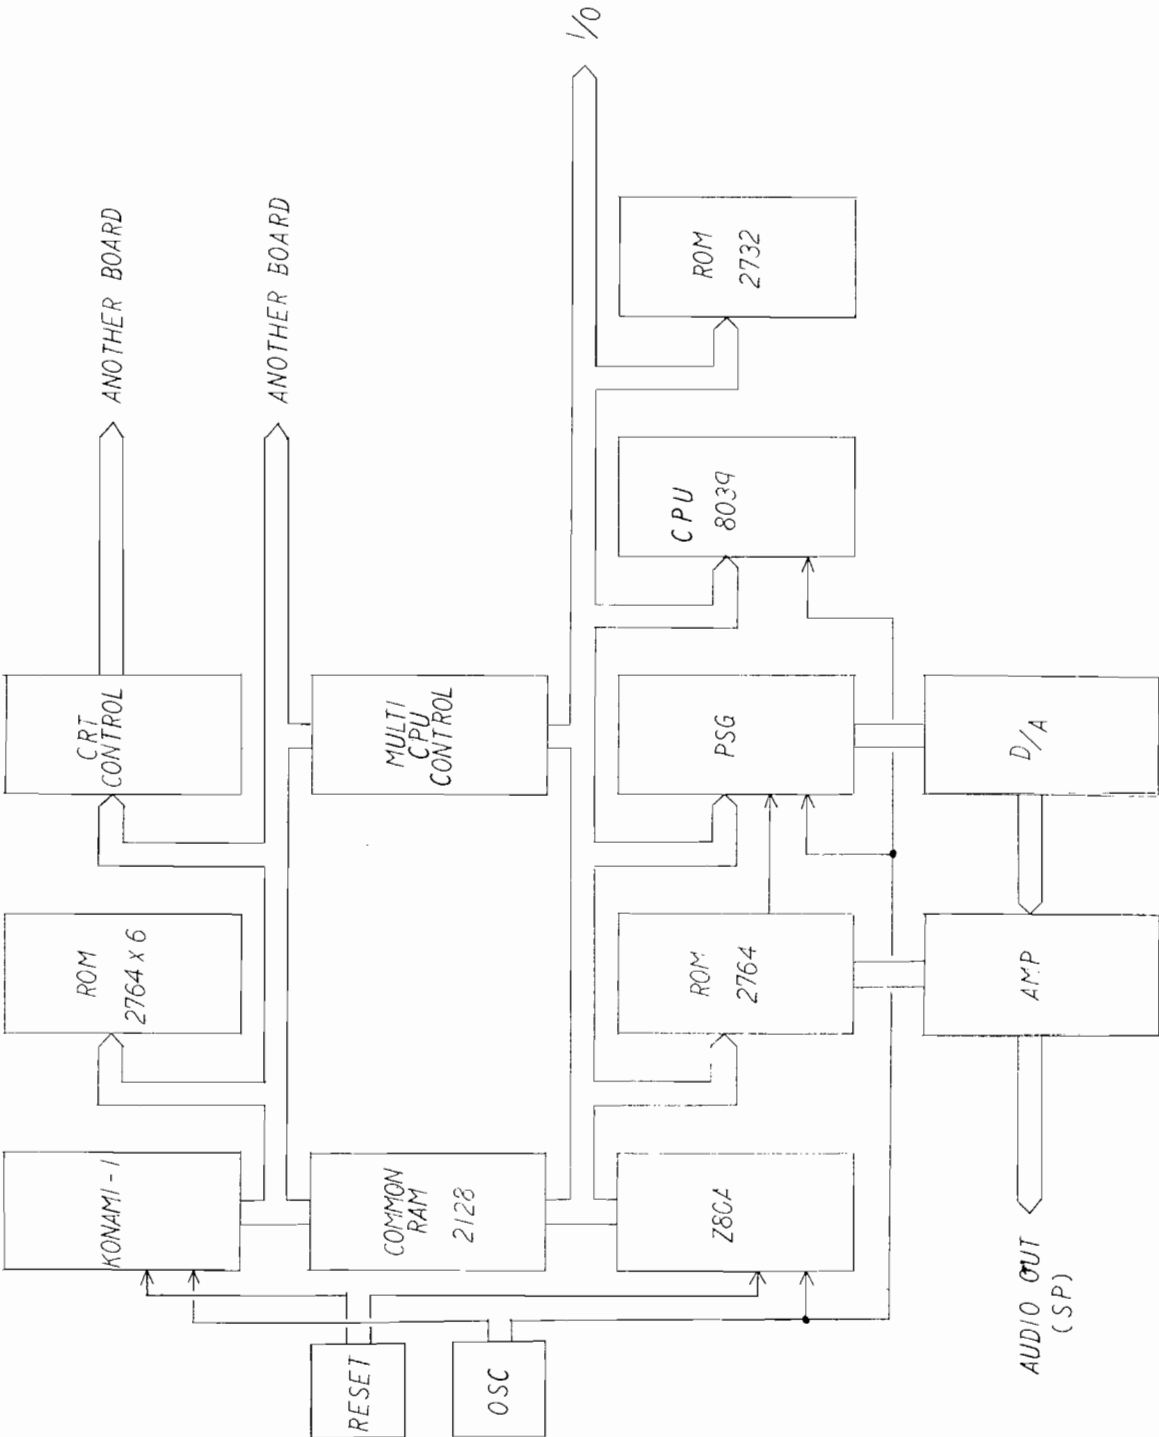 KONAMI-1
ROM
2764 x 6
CRT
CONTROL
ANOTHER BOARD
ANOTHER BOARD
RESET
COMMON
RAM
2128
MULTI
CPU
CONTROL
OSC
I/O
Z80A
ROM
2764
PSG
CPU
8039
ROM
2732
AUDIO OUT
(SP)
AMP
D/A